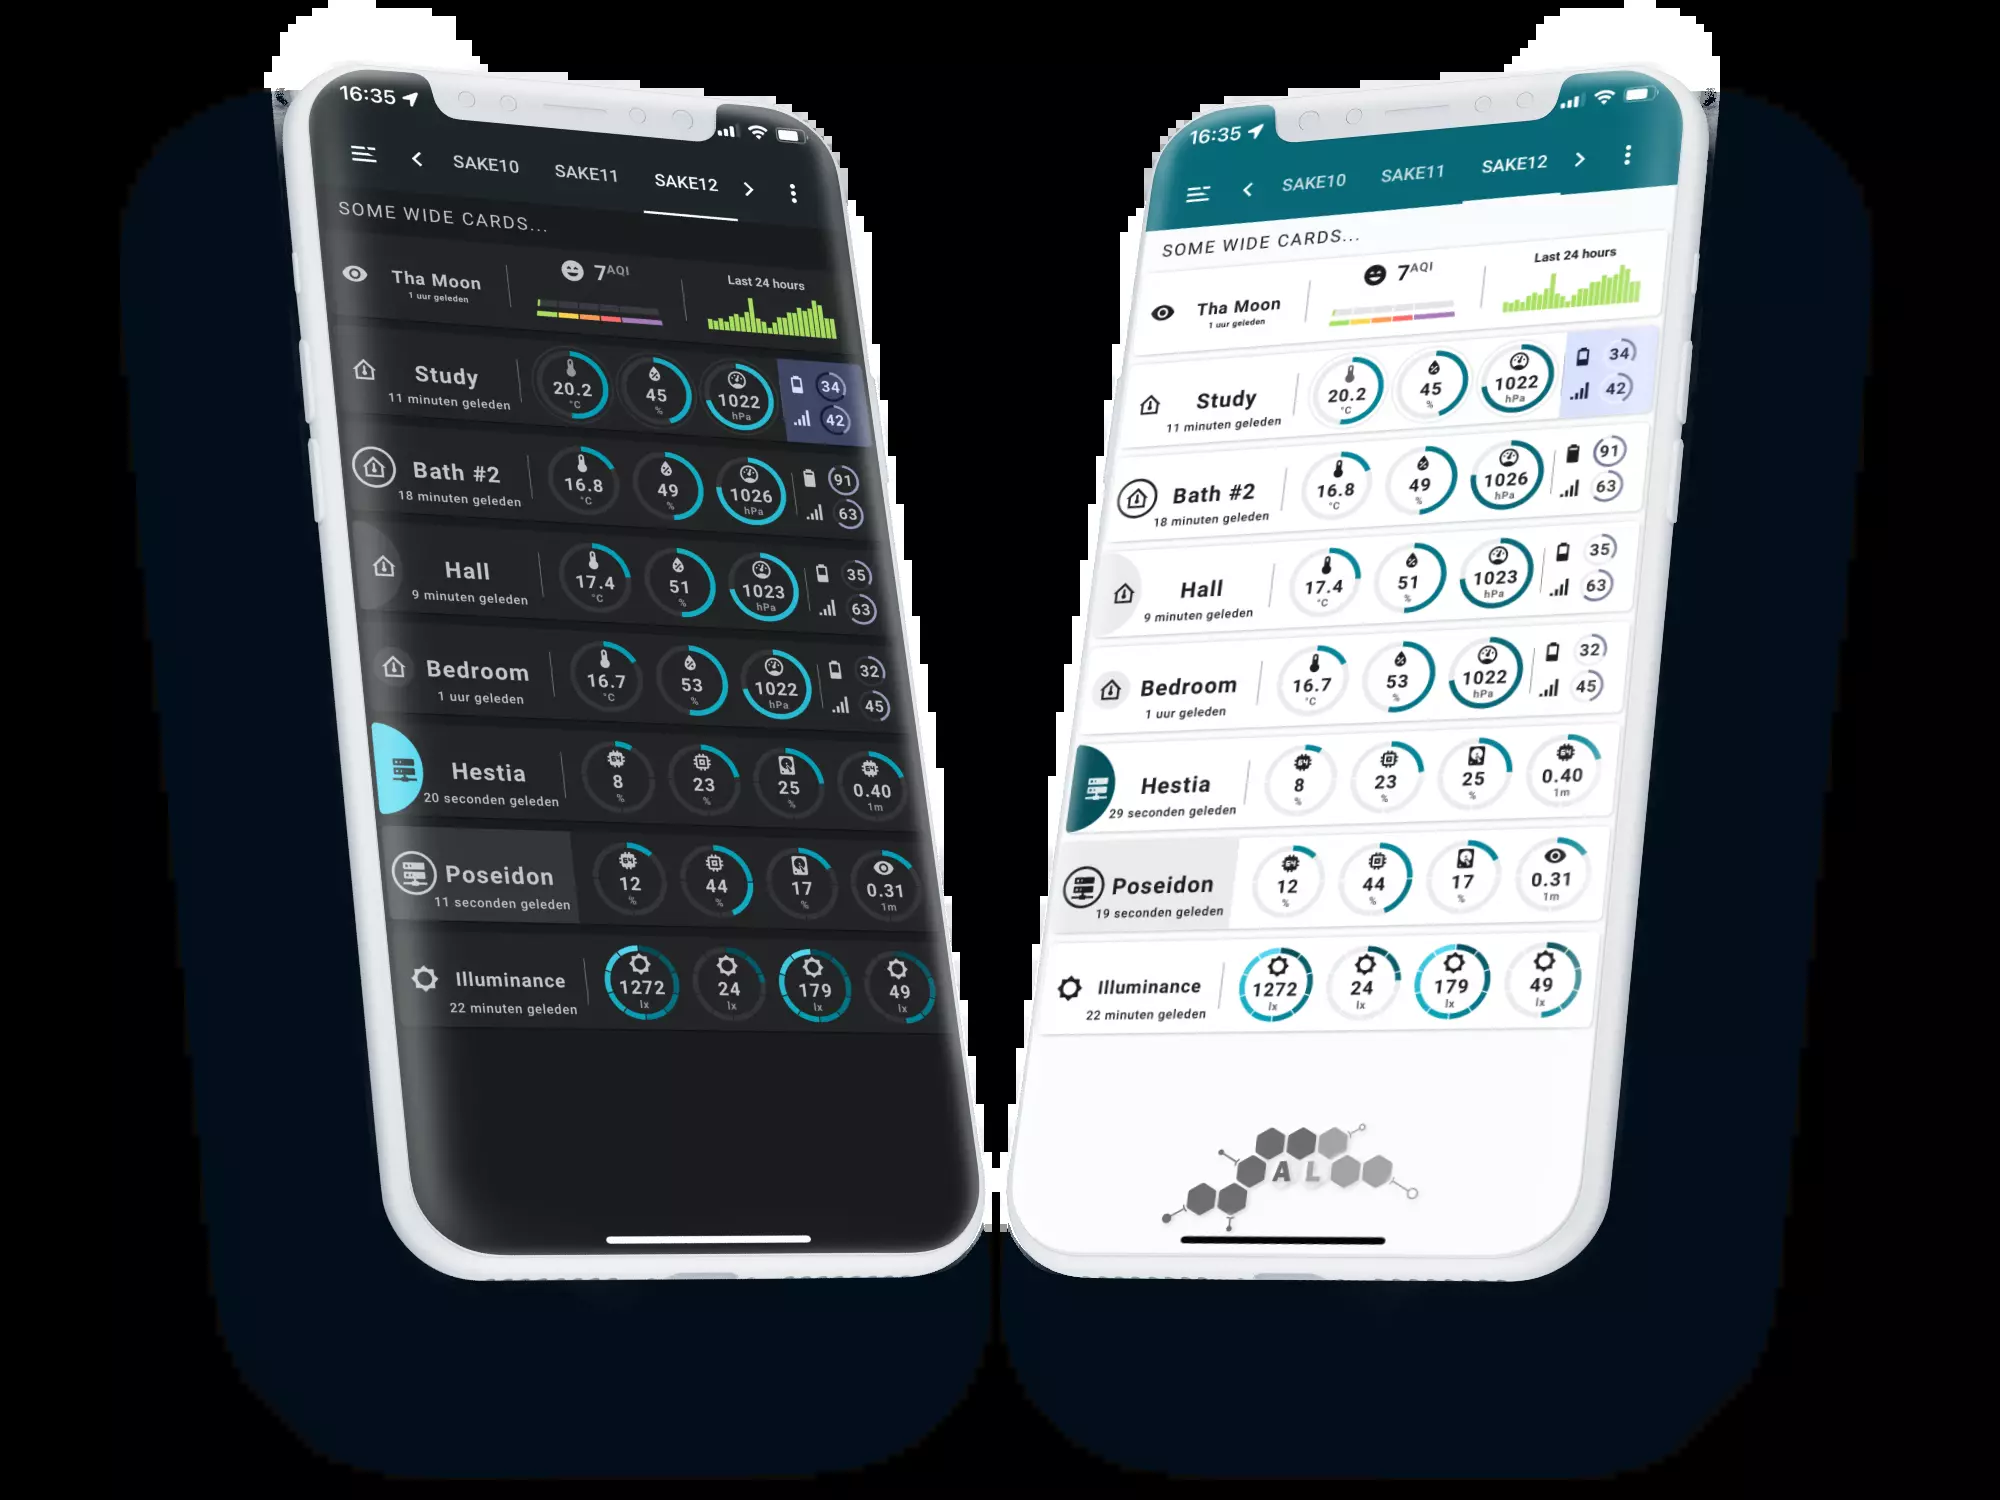 16:35
SAKE10 SAKE11 SAKE12
SOME WIDE CARDS...
Tha Moon
1 uur geleden
7 AQI
Last 24 hours
Study
11 minuten geleden
20.2 °C
45 %
1022 hPa
34
42
Bath #2
18 minuten geleden
16.8 °C
49 %
1026 hPa
91
63
Hall
9 minuten geleden
17.4 °C
51 %
1023 hPa
35
63
Bedroom
1 uur geleden
16.7 °C
53 %
1022 hPa
32
45
Hestia
20 seconden geleden
8 %
23 %
25 %
0.40 1m
Poseidon
11 seconden geleden
12 %
44 %
17 %
0.31 1m
Illuminance
22 minuten geleden
1272 lx
24 lx
179 lx
49 lx
16:35
SAKE10 SAKE11 SAKE12
SOME WIDE CARDS...
Tha Moon
1 uur geleden
7 AQI
Last 24 hours
Study
11 minuten geleden
20.2 °C
45 %
1022 hPa
34
42
Bath #2
18 minuten geleden
16.8 °C
49 %
1026 hPa
91
63
Hall
9 minuten geleden
17.4 °C
51 %
1023 hPa
35
63
Bedroom
1 uur geleden
16.7 °C
53 %
1022 hPa
32
45
Hestia
29 seconden geleden
8 %
23 %
25 %
0.40 1m
Poseidon
19 seconden geleden
12 %
44 %
17 %
0.31 1m
Illuminance
22 minuten geleden
1272 lx
24 lx
179 lx
49 lx
AL